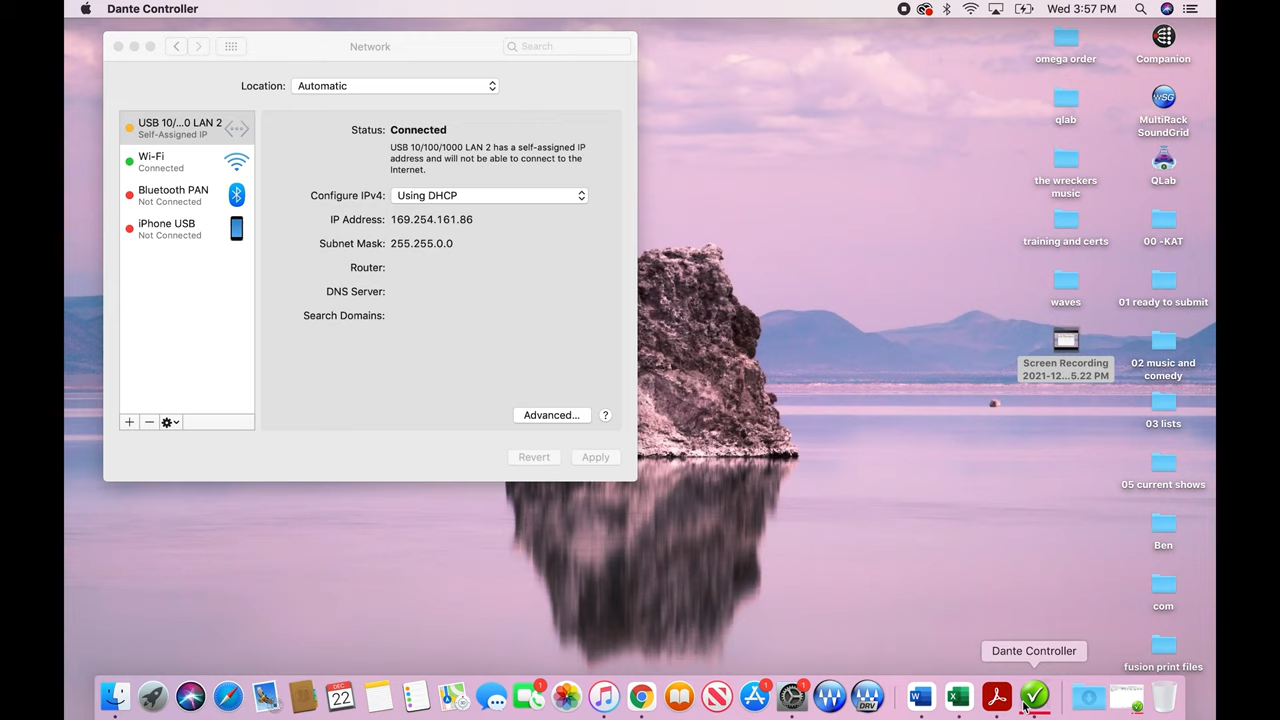 Dante Controller
Wed 3:57 PM
Network
Search
Location:
Automatic
USB 10/...0 LAN 2
Self-Assigned IP
Wi-Fi
Connected
Bluetooth PAN
Not Connected
iPhone USB
Not Connected
Status: Connected
USB 10/100/1000 LAN 2 has a self-assigned IP
address and will not be able to connect to the
Internet.
Configure IPv4: Using DHCP
IP Address: 169.254.161.86
Subnet Mask: 255.255.0.0
Router:
DNS Server:
Search Domains:
Advanced...
?
Revert
Apply
omega order
Companion
qlab
WSG
MultiRack
SoundGrid
the wreckers
music
QLab
training and certs
00 -KAT
waves
01 ready to submit
Screen Recording
2021-12...5.22 PM
02 music and
comedy
03 lists
05 current shows
Ben
com
fusion print files
Dante Controller
DEC
22
1
1
1
DRV
W
X